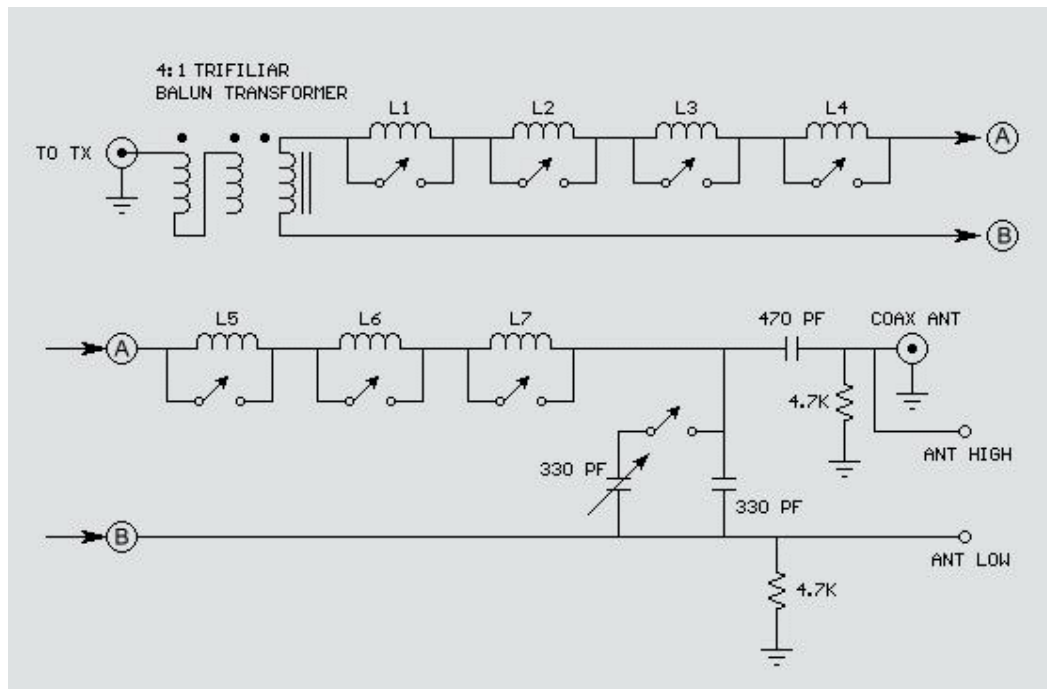 4:1 TRIFILIAR
BALUN TRANSFORMER
L1
L2
L3
L4
TO TX
A
B
L5
L6
L7
470 PF
COAX ANT
A
4.7K
ANT HIGH
330 PF
330 PF
B
ANT LOW
4.7K